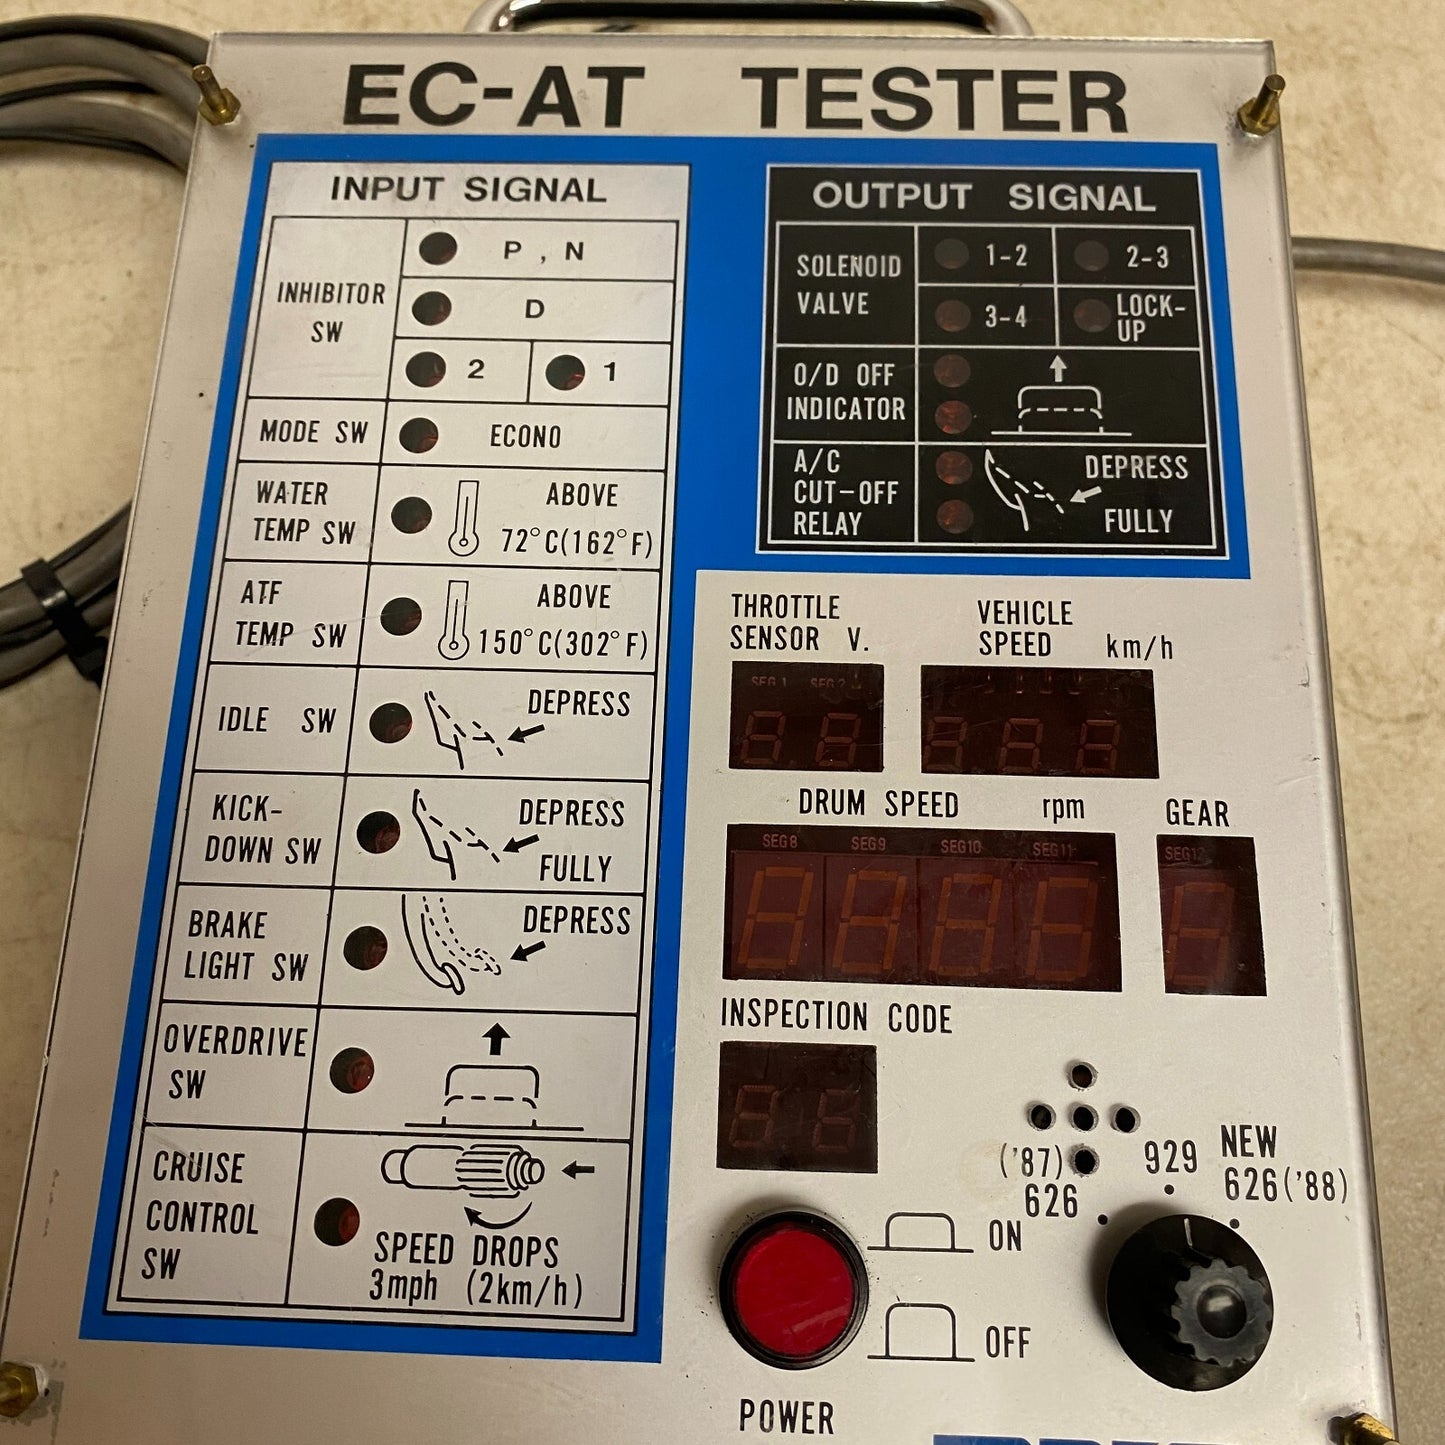 EC-AT TESTER
INPUT SIGNAL
INHIBITOR
SW
P , N
D
2
1
MODE SW
ECONO
WATER
TEMP SW
ABOVE
72°C(162°F)
ATF
TEMP SW
ABOVE
150°C(302°F)
IDLE SW
DEPRESS
KICK-
DOWN SW
DEPRESS
FULLY
BRAKE
LIGHT SW
DEPRESS
OVERDRIVE
SW
CRUISE
CONTROL
SW
SPEED DROPS
3mph (2km/h)
OUTPUT SIGNAL
SOLENOID
VALVE
1-2
2-3
3-4
LOCK-
UP
O/D OFF
INDICATOR
A/C
CUT-OFF
RELAY
DEPRESS
FULLY
THROTTLE
SENSOR V.
VEHICLE
SPEED km/h
SEG 1 SEG 2
DRUM SPEED rpm
GEAR
SEG8 SEG9 SEG10 SEG11
SEG12
INSPECTION CODE
('87)
626
929
NEW
626('88)
ON
OFF
POWER